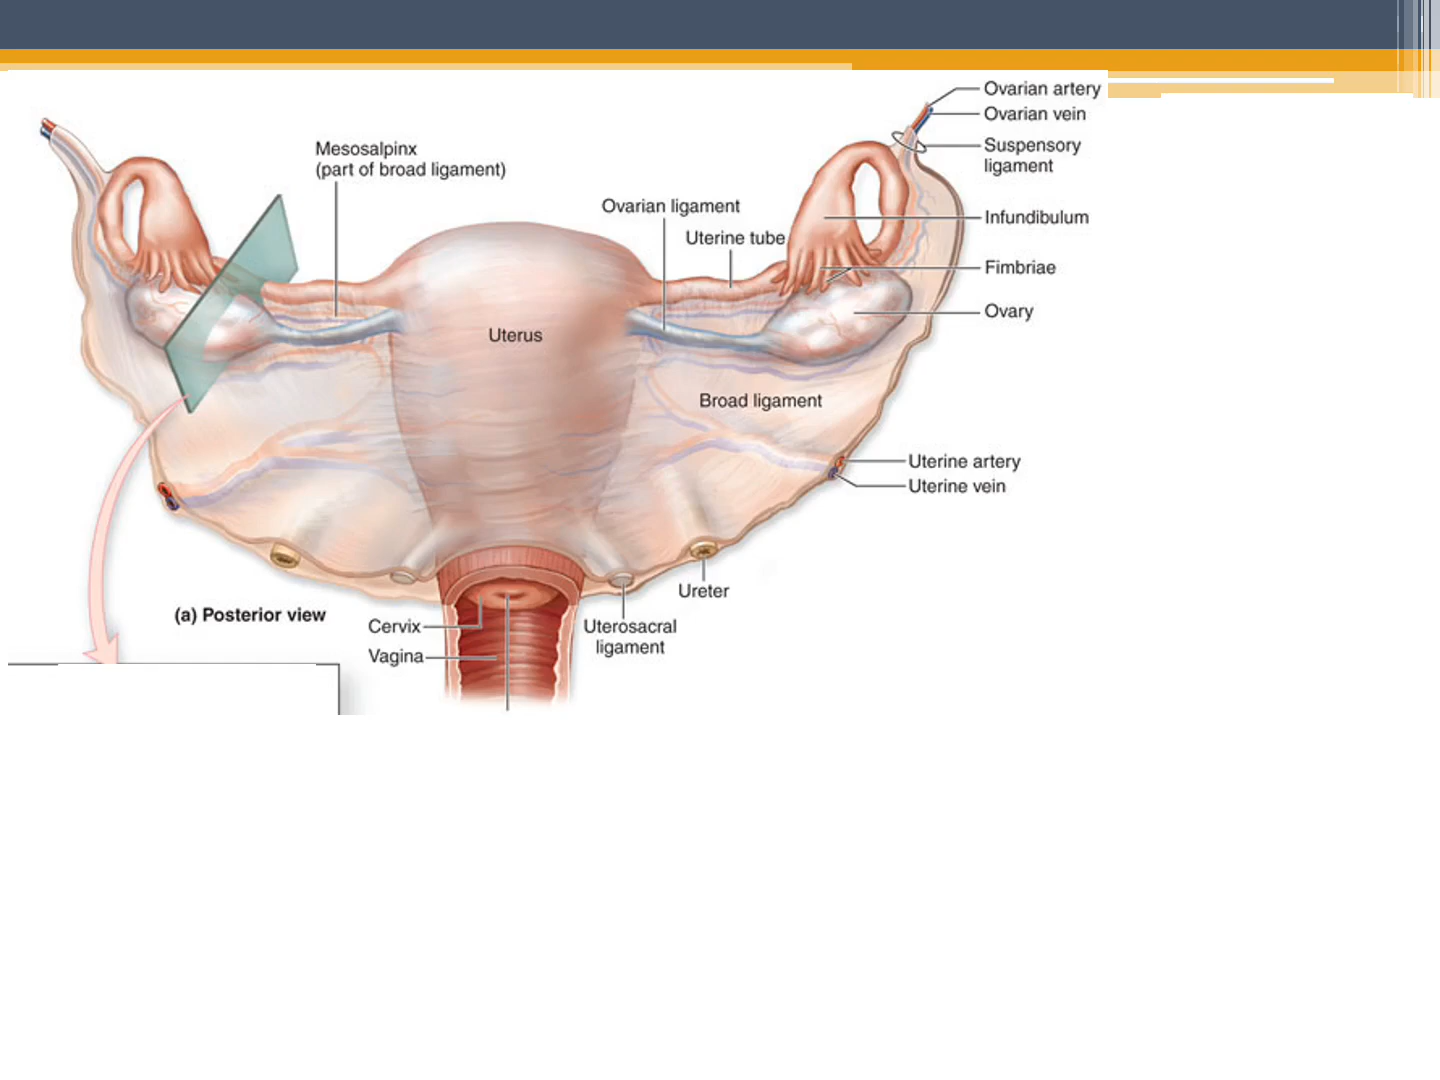 Ovarian artery
Ovarian vein
Suspensory
ligament
Mesosalpinx
(part of broad ligament)
Ovarian ligament
Uterine tube
Infundibulum
Fimbriae
Ovary
Uterus
Broad ligament
Uterine artery
Uterine vein
Ureter
(a) Posterior view
Cervix
Vagina
Uterosacral
ligament